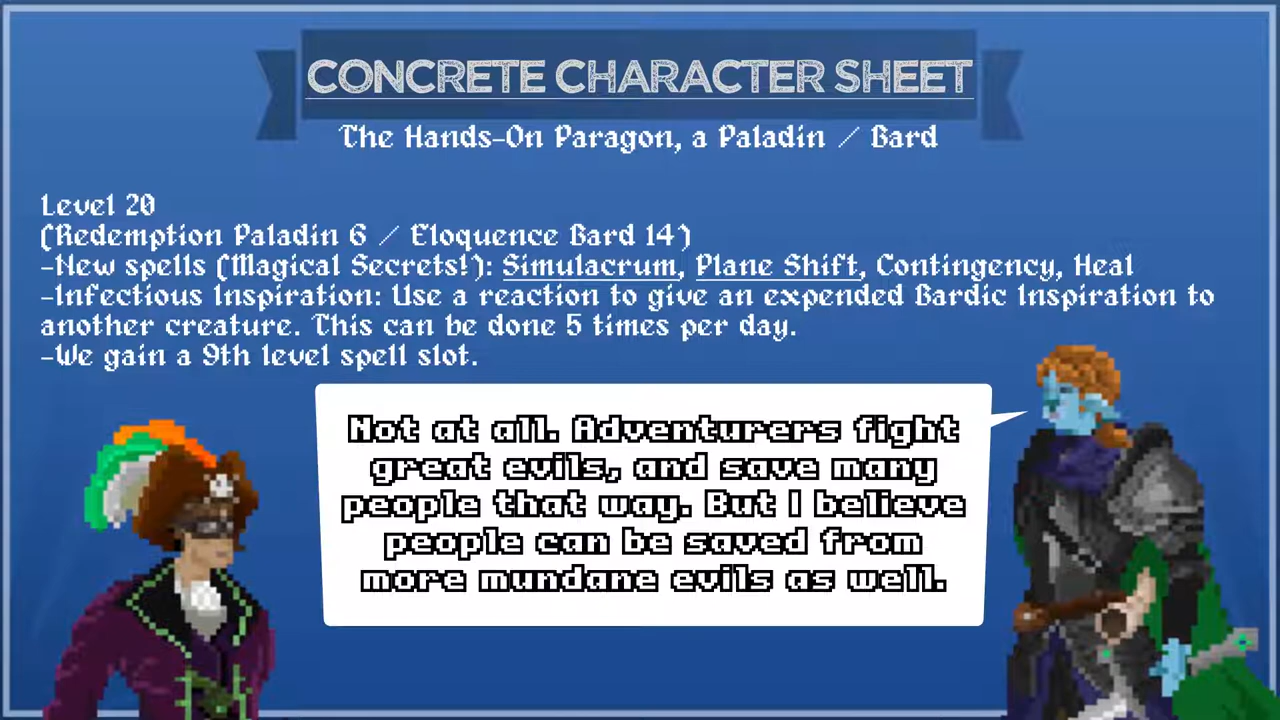 CONCRETE CHARACTER SHEET
The Hands-On Paragon, a Paladin / Bard
Level 20
(Redemption Paladin 6 / Eloquence Bard 14)
-New spells (Magical Secrets!): Simulacrum, Plane Shift, Contingency, Heal
-Infectious Inspiration: Use a reaction to give an expended Bardic Inspiration to
another creature. This can be done 5 times per day.
-We gain a 9th level spell slot.
Not at all. Adventurers fight
great evils, and save many
people that way. But I believe
people can be saved from
more mundane evils as well.